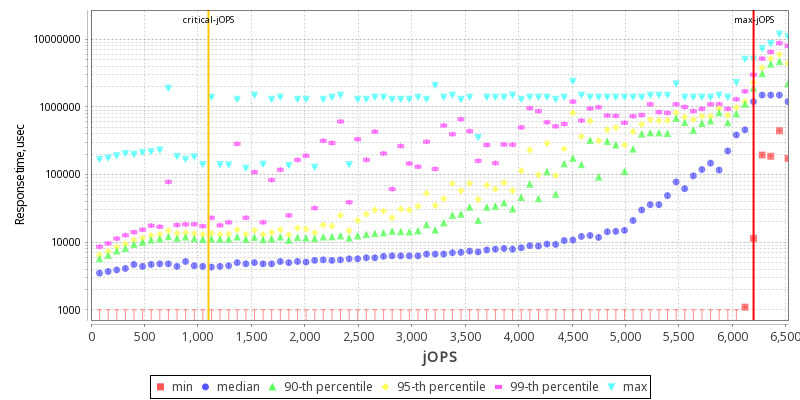 critical-jOPS max-jOPS
10000000
1000000
100000
10000
1000
Response time, usec
0 500 1,000 1,500 2,000 2,500 3,000 3,500 4,000 4,500 5,000 5,500 6,000 6,500
jOPS
min median 90-th percentile 95-th percentile 99-th percentile max